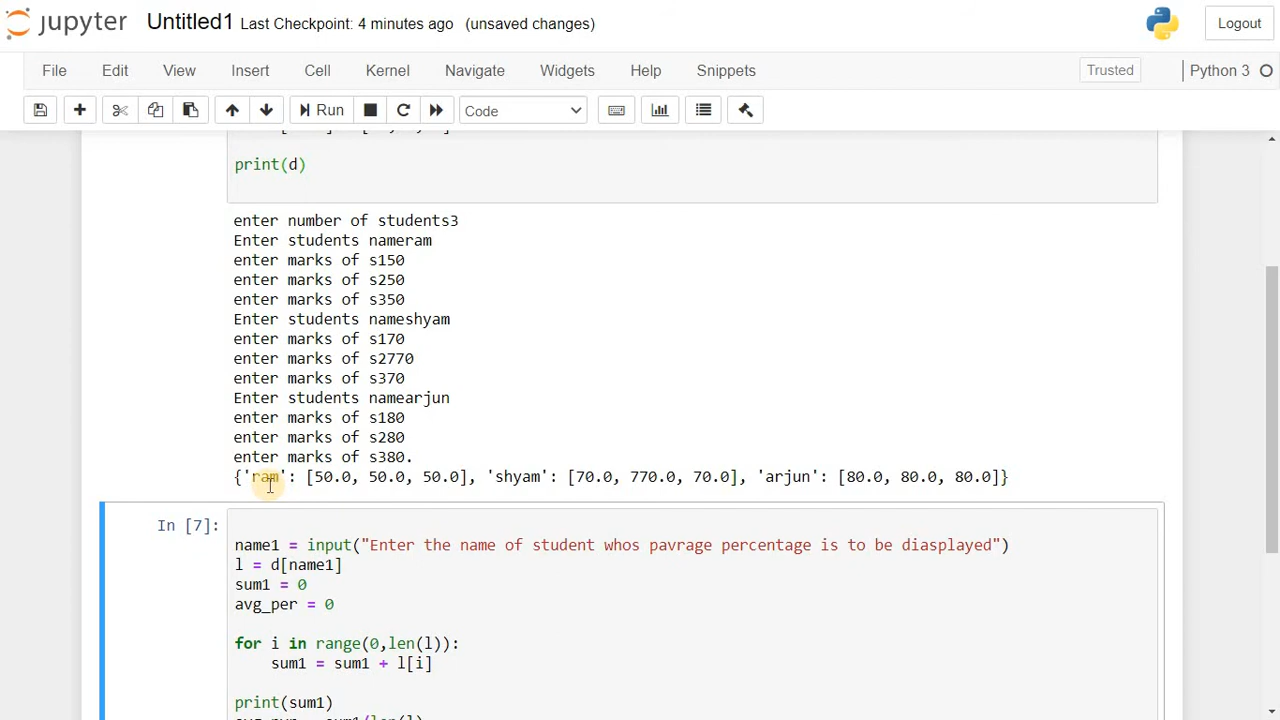 jupyter Untitled1 Last Checkpoint: 4 minutes ago (unsaved changes) Logout
File Edit View Insert Cell Kernel Navigate Widgets Help Snippets Trusted Python 3
Run Code
print(d)
enter number of students3
Enter students nameram
enter marks of s150
enter marks of s250
enter marks of s350
Enter students nameshyam
enter marks of s170
enter marks of s2770
enter marks of s370
Enter students namearjun
enter marks of s180
enter marks of s280
enter marks of s380.
{'ram': [50.0, 50.0, 50.0], 'shyam': [70.0, 770.0, 70.0], 'arjun': [80.0, 80.0, 80.0]}
In [7]:
name1 = input("Enter the name of student whos pavrage percentage is to be diasplayed")
l = d[name1]
sum1 = 0
avg_per = 0
for i in range(0,len(l)):
sum1 = sum1 + l[i]
print(sum1)